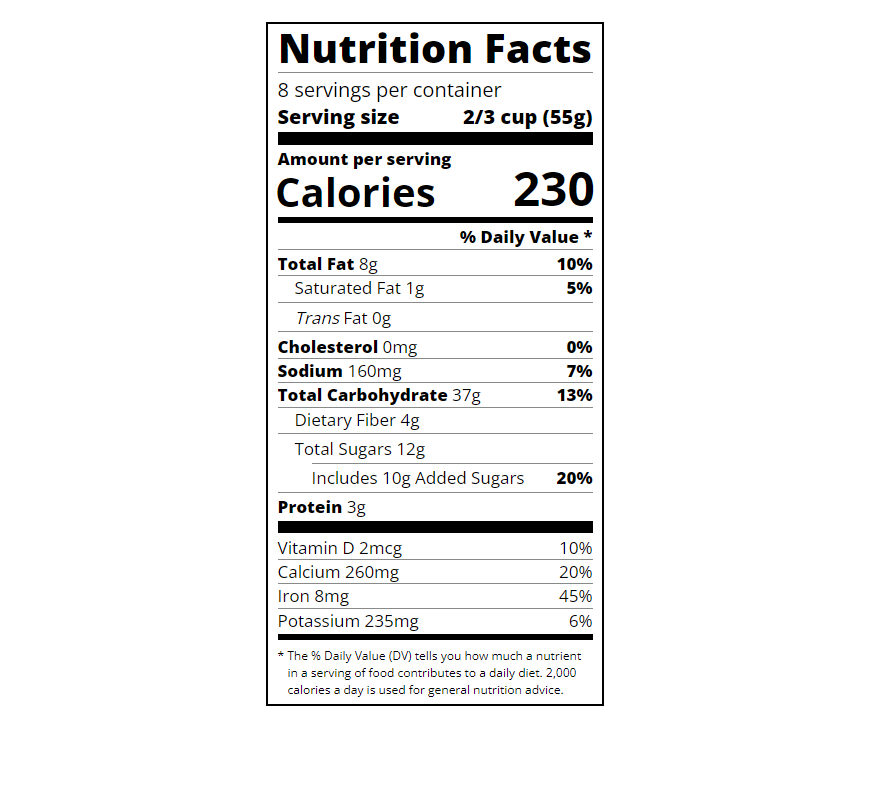 Nutrition Facts
8 servings per container
Serving size 2/3 cup (55g)
Amount per serving
Calories 230
% Daily Value *
Total Fat 8g 10%
Saturated Fat 1g 5%
Trans Fat 0g
Cholesterol 0mg 0%
Sodium 160mg 7%
Total Carbohydrate 37g 13%
Dietary Fiber 4g
Total Sugars 12g
Includes 10g Added Sugars 20%
Protein 3g
Vitamin D 2mcg 10%
Calcium 260mg 20%
Iron 8mg 45%
Potassium 235mg 6%
* The % Daily Value (DV) tells you how much a nutrient
in a serving of food contributes to a daily diet. 2,000
calories a day is used for general nutrition advice.